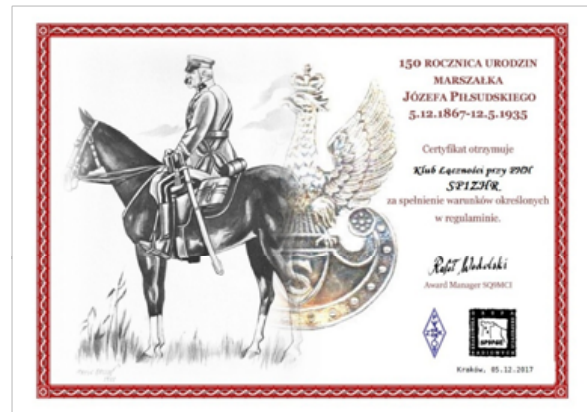 150 ROCZNICA URODZIN
MARSZAŁKA
JÓZEFA PIŁSUDSKIEGO
5.12.1867-12.5.1935
Certyfikat otrzymuje
Klub Łączności przy ZHR
SP1ZHR
za spełnienie warunków określonych
w regulaminie.
Award Manager SQ9MCI
Kraków, 05.12.2017